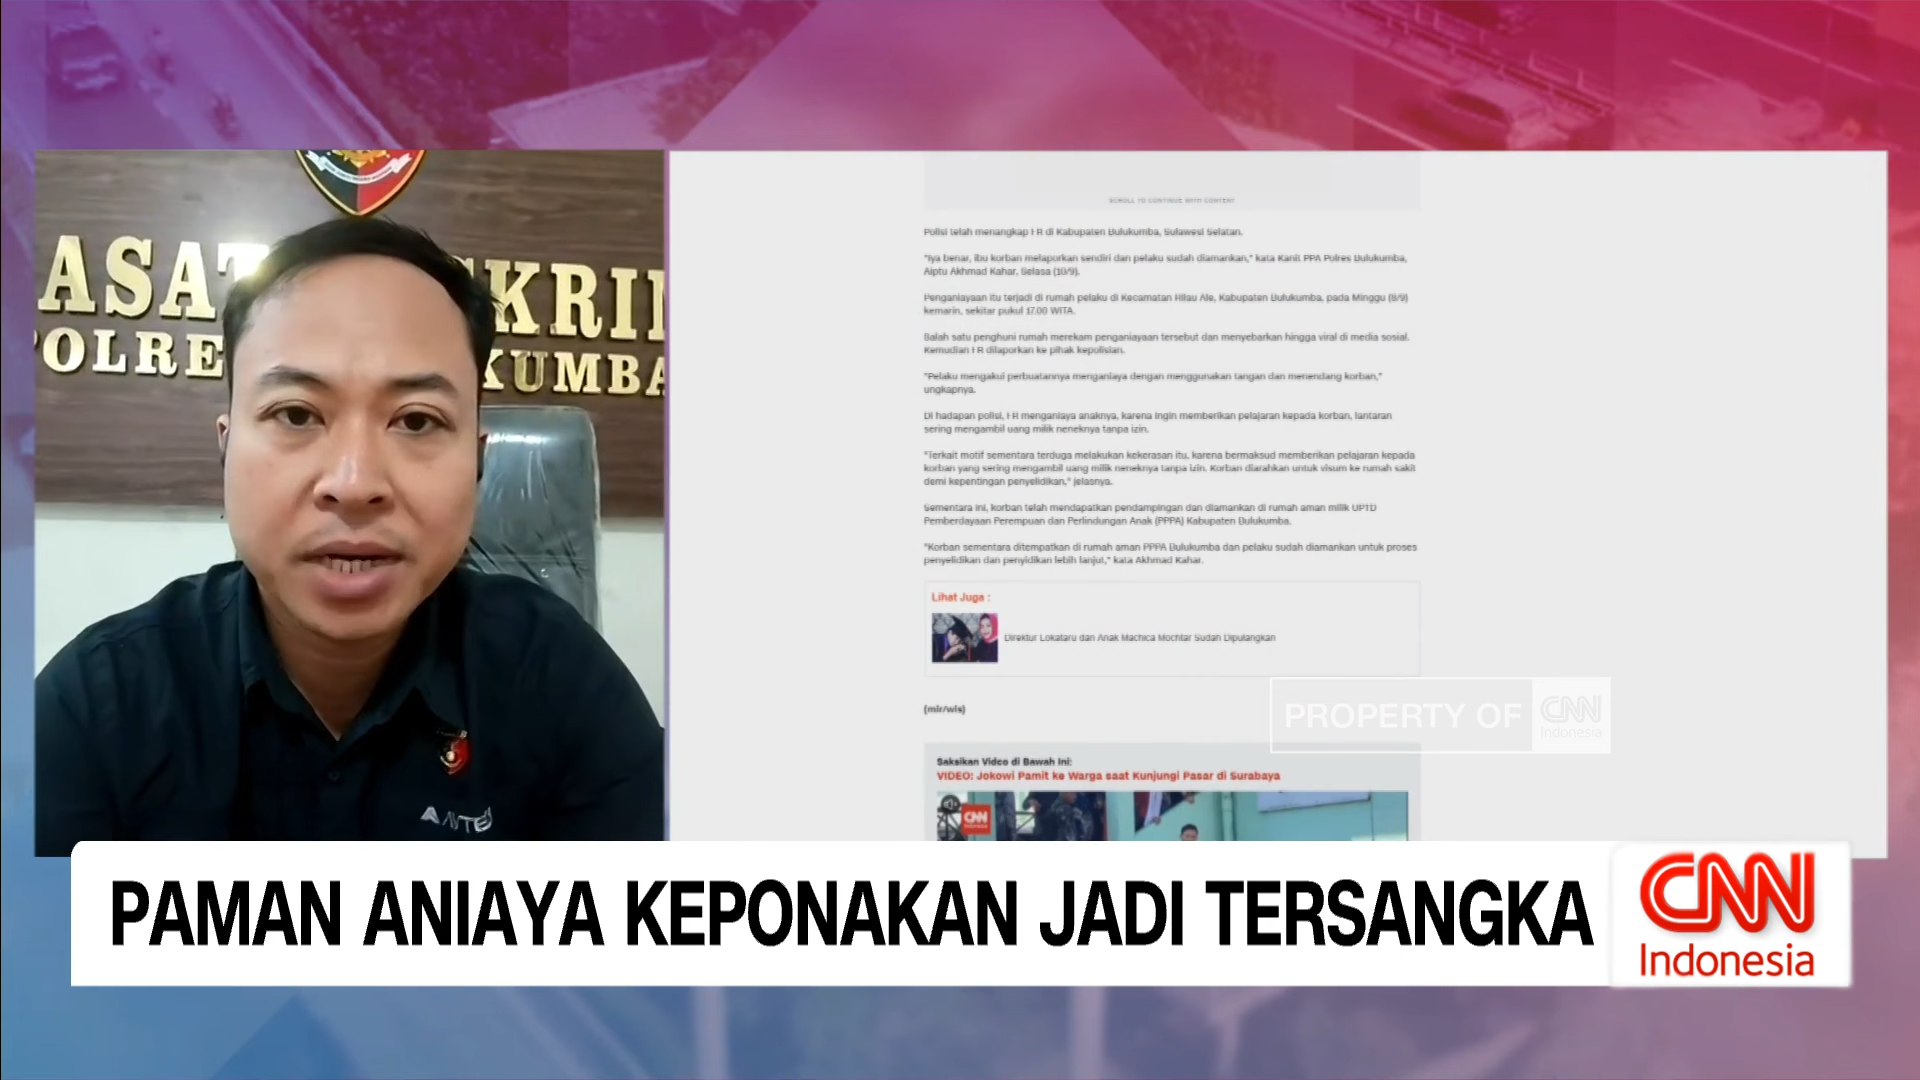 ASAT SKRIM
POLRE KUMBA
SCROLL TO CONTINUE WITH CONTENT
Polisi telah menangkap HR di Kabupaten Bulukumba, Sulawesi Selatan.
"Iya benar, ibu korban melaporkan sendiri dan pelaku sudah diamankan," kata Kanit PPA Polres Bulukumba,
Aiptu Akhmad Kahar, Selasa (10/9).
Penganiayaan itu terjadi di rumah pelaku di Kecamatan Rilau Ale, Kabupaten Bulukumba, pada Minggu (8/9)
kemarin, sekitar pukul 17.00 WITA.
Salah satu penghuni rumah merekam penganiayaan tersebut dan menyebarkan hingga viral di media sosial.
Kemudian HR dilaporkan ke pihak kepolisian.
"Pelaku mengakui perbuatannya menganiaya dengan menggunakan tangan dan menendang korban,"
ungkapnya.
Di hadapan polisi, HR menganiaya anaknya, karena ingin memberikan pelajaran kepada korban, lantaran
sering mengambil uang milik neneknya tanpa izin.
"Terkait motif sementara terduga melakukan kekerasan itu, karena bermaksud memberikan pelajaran kepada
korban yang sering mengambil uang milik neneknya tanpa izin. Korban diarahkan untuk visum ke rumah sakit
demi kepentingan penyelidikan," jelasnya.
Sementara ini, korban telah mendapatkan pendampingan dan diamankan di rumah aman milik UPTD
Pemberdayaan Perempuan dan Perlindungan Anak (PPPA) Kabupaten Bulukumba.
"Korban sementara ditempatkan di rumah aman PPPA Bulukumba dan pelaku sudah diamankan untuk proses
penyelidikan dan penyidikan lebih lanjut," kata Akhmad Kahar.
Lihat Juga :
Direktur Lokataru dan Anak Machica Mochtar Sudah Dipulangkan
(mir/wis)
PROPERTY OF CNN Indonesia
Saksikan Video di Bawah Ini:
VIDEO: Jokowi Pamit ke Warga saat Kunjungi Pasar di Surabaya
CNN
PAMAN ANIAYA KEPONAKAN JADI TERSANGKA
CNN
Indonesia